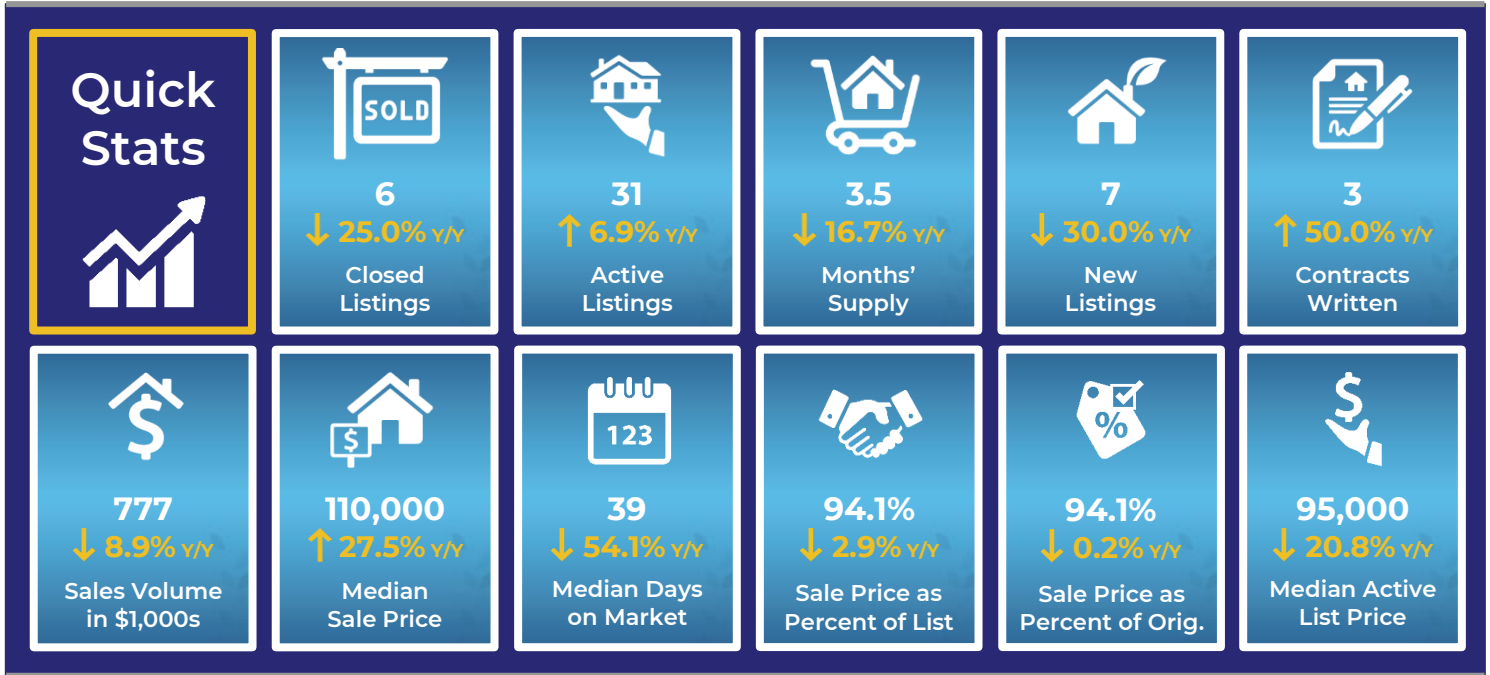 Quick
Stats
SOLD
6
↓ 25.0% Y/Y
Closed
Listings
31
↑ 6.9% Y/Y
Active
Listings
3.5
↓ 16.7% Y/Y
Months’
Supply
7
↓ 30.0% Y/Y
New
Listings
3
↑ 50.0% Y/Y
Contracts
Written
$
777
↓ 8.9% Y/Y
Sales Volume
in $1,000s
$
110,000
↑ 27.5% Y/Y
Median
Sale Price
123
39
↓ 54.1% Y/Y
Median Days
on Market
94.1%
↓ 2.9% Y/Y
Sale Price as
Percent of List
%
94.1%
↓ 0.2% Y/Y
Sale Price as
Percent of Orig.
$
95,000
↓ 20.8% Y/Y
Median Active
List Price